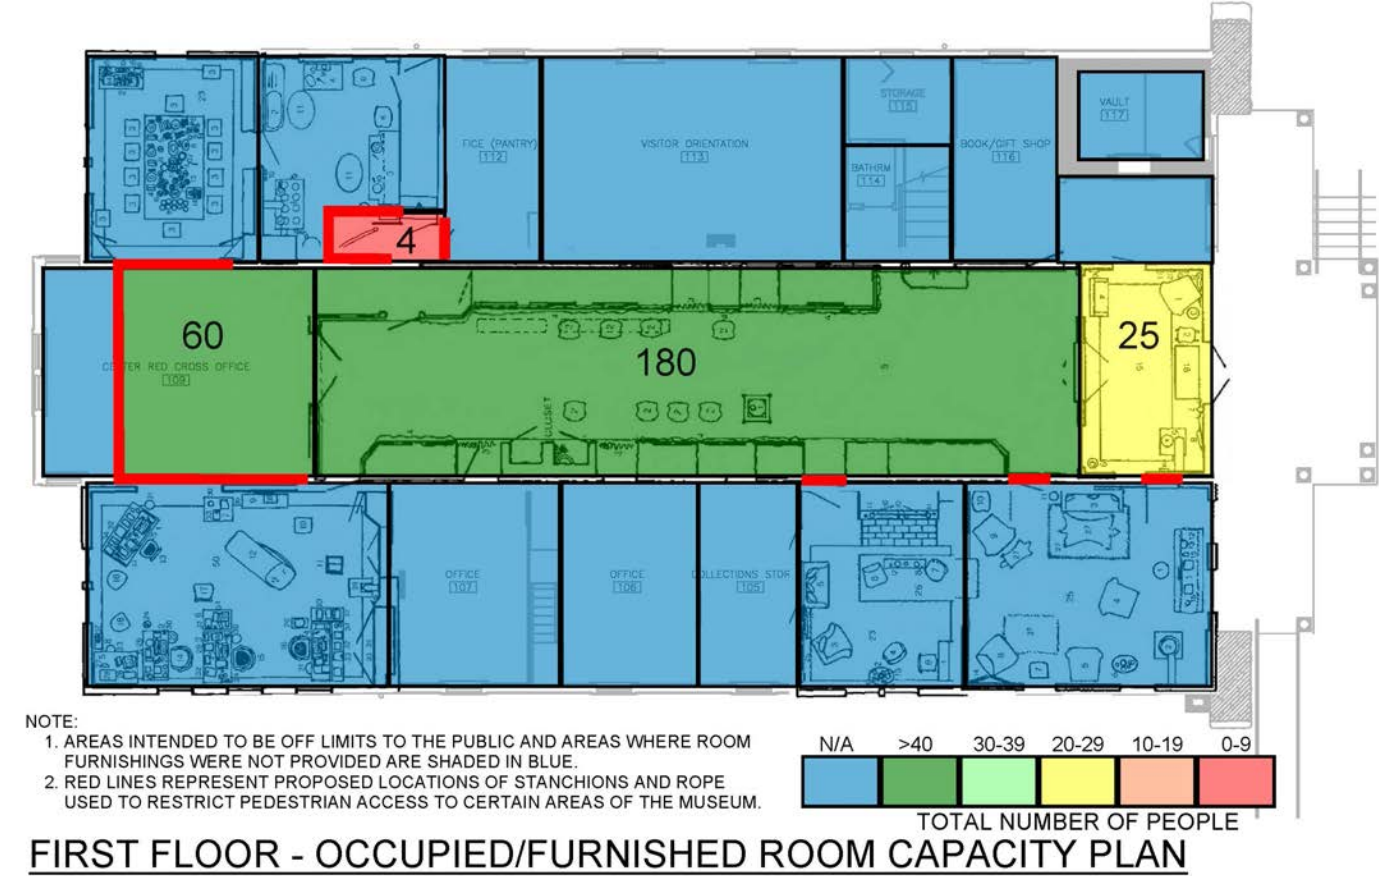 STORAGE
115
VAULT
117
FICE (PANTRY)
112
VISITOR ORIENTATION
113
BOOK/GIFT SHOP
116
BATHRM
114
4
60
180
25
CENTER RED CROSS OFFICE
109
CLOSET
OFFICE
107
OFFICE
106
OLLECTIONS STOR
105
NOTE:
1. AREAS INTENDED TO BE OFF LIMITS TO THE PUBLIC AND AREAS WHERE ROOM
FURNISHINGS WERE NOT PROVIDED ARE SHADED IN BLUE.
2. RED LINES REPRESENT PROPOSED LOCATIONS OF STANCHIONS AND ROPE
USED TO RESTRICT PEDESTRIAN ACCESS TO CERTAIN AREAS OF THE MUSEUM.
N/A >40 30-39 20-29 10-19 0-9
TOTAL NUMBER OF PEOPLE
FIRST FLOOR - OCCUPIED/FURNISHED ROOM CAPACITY PLAN